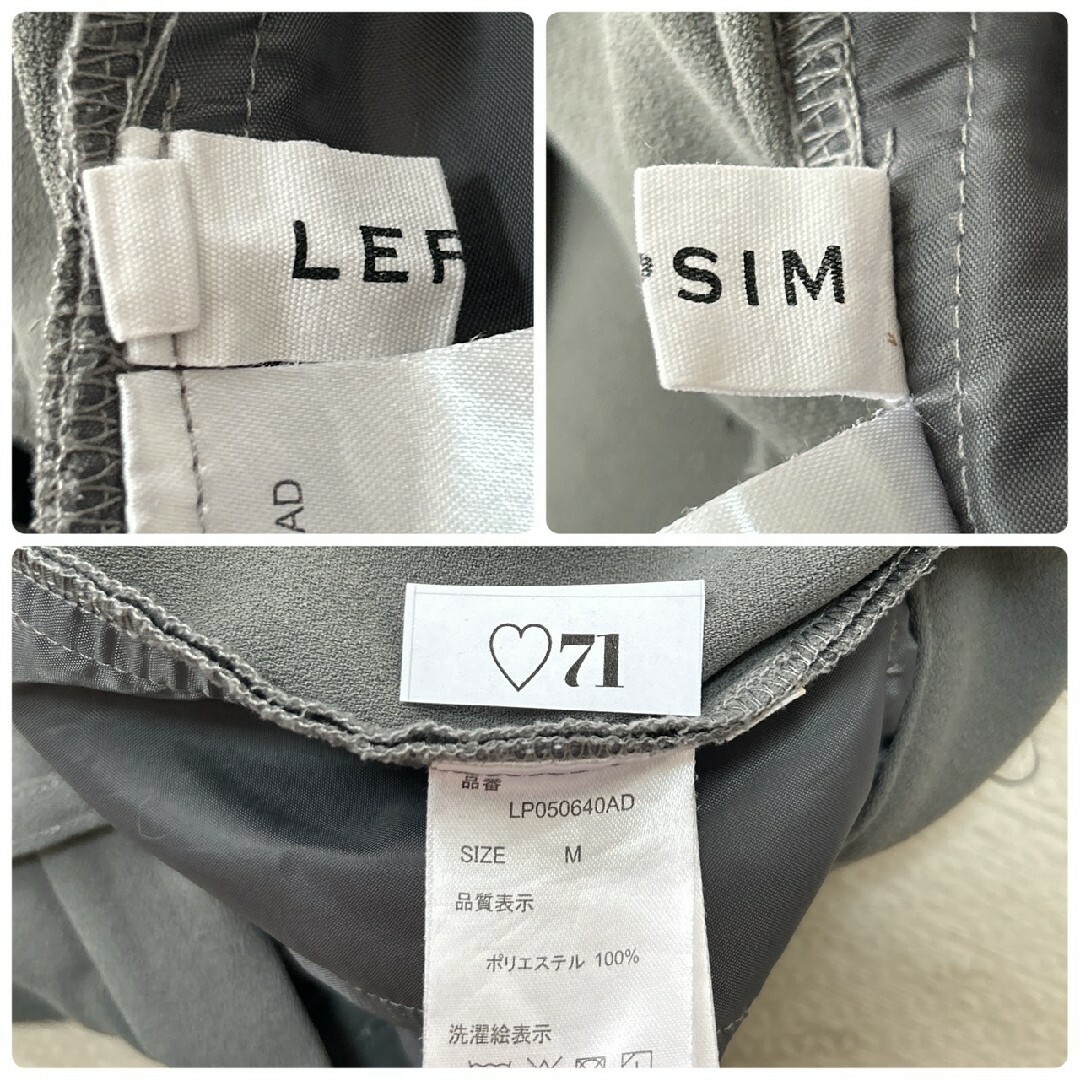 LEF
AD
SIM
♡71
品番
LP050640AD
SIZE M
品質表示
ポリエステル 100%
洗濯絵表示